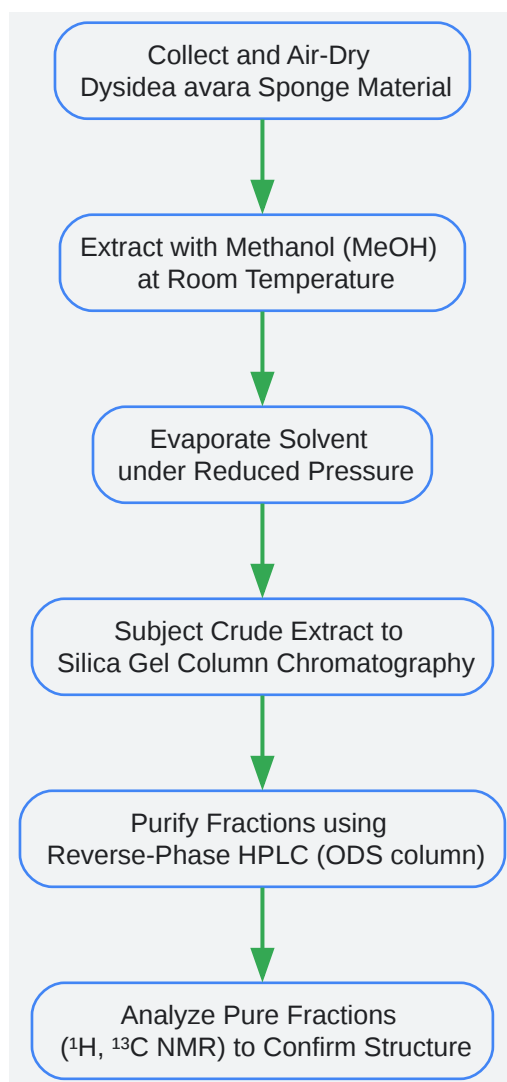 Collect and Air-Dry
Dysidea avara Sponge Material
Extract with Methanol (MeOH)
at Room Temperature
Evaporate Solvent
under Reduced Pressure
Subject Crude Extract to
Silica Gel Column Chromatography
Purify Fractions using
Reverse-Phase HPLC (ODS column)
Analyze Pure Fractions
(¹H, ¹³C NMR) to Confirm Structure